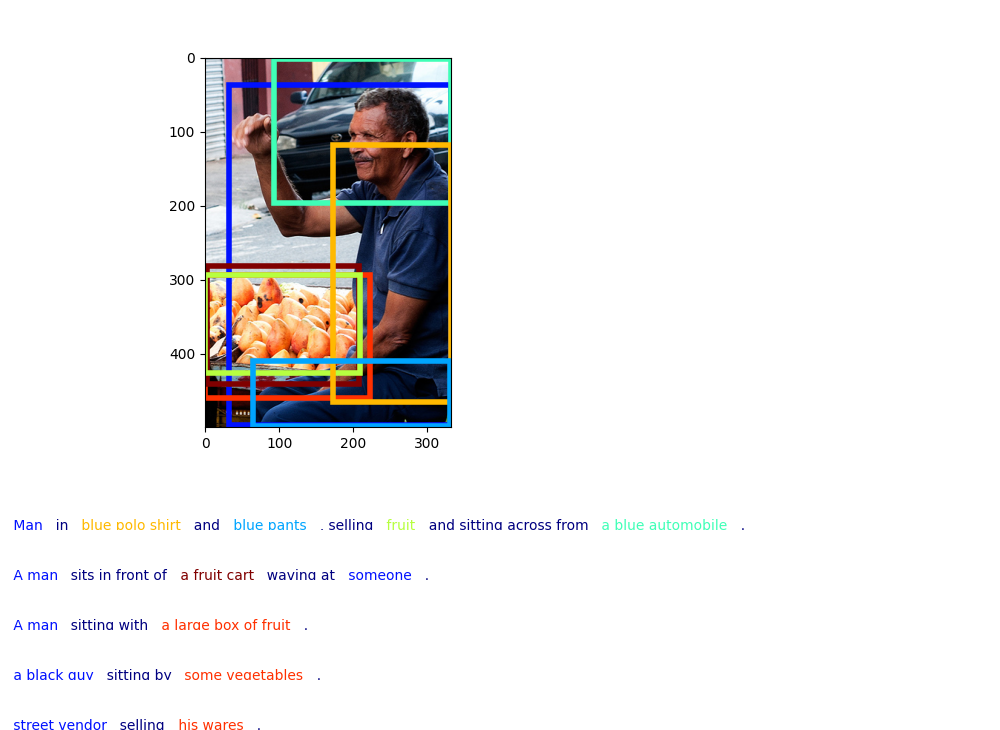 0
100
200
300
400
0 100 200 300
Man in blue polo shirt and blue pants , selling fruit and sitting across from a blue automobile .
A man sits in front of a fruit cart waving at someone .
A man sitting with a large box of fruit .
a black guy sitting by some vegetables .
street vendor selling his wares .